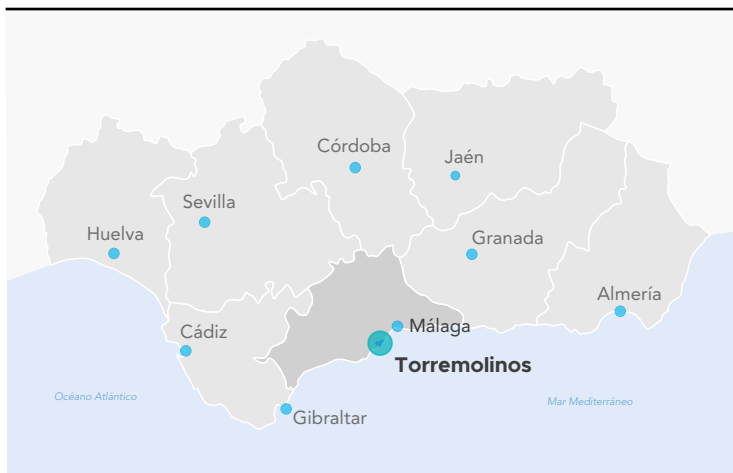 Córdoba
Jaén
Sevilla
Huelva
Granada
Almería
Málaga
Cádiz
Torremolinos
Océano Atlántico
Mar Mediterráneo
Gibraltar